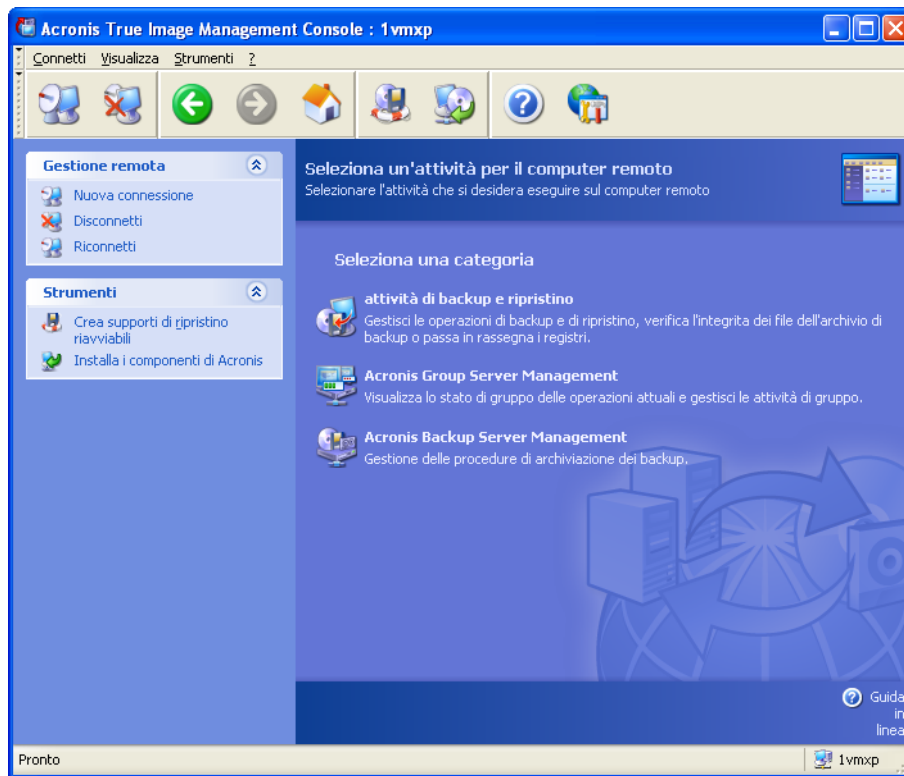 Acronis True Image Management Console : 1vmxp
Connetti Visualizza Strumenti ?
Gestione remota
Nuova connessione
Disconnetti
Riconnetti
Strumenti
Crea supporti di ripristino
riavviabili
Installa i componenti di Acronis
Seleziona un'attività per il computer remoto
Selezionare l'attività che si desidera eseguire sul computer remoto
Seleziona una categoria
attività di backup e ripristino
Gestisci le operazioni di backup e di ripristino, verifica l'integrita dei file dell'archivio di
backup o passa in rassegna i registri.
Acronis Group Server Management
Visualizza lo stato di gruppo delle operazioni attuali e gestisci le attività di gruppo.
Acronis Backup Server Management
Gestione delle procedure di archiviazione dei backup.
Guida
in
linea
Pronto
1vmxp